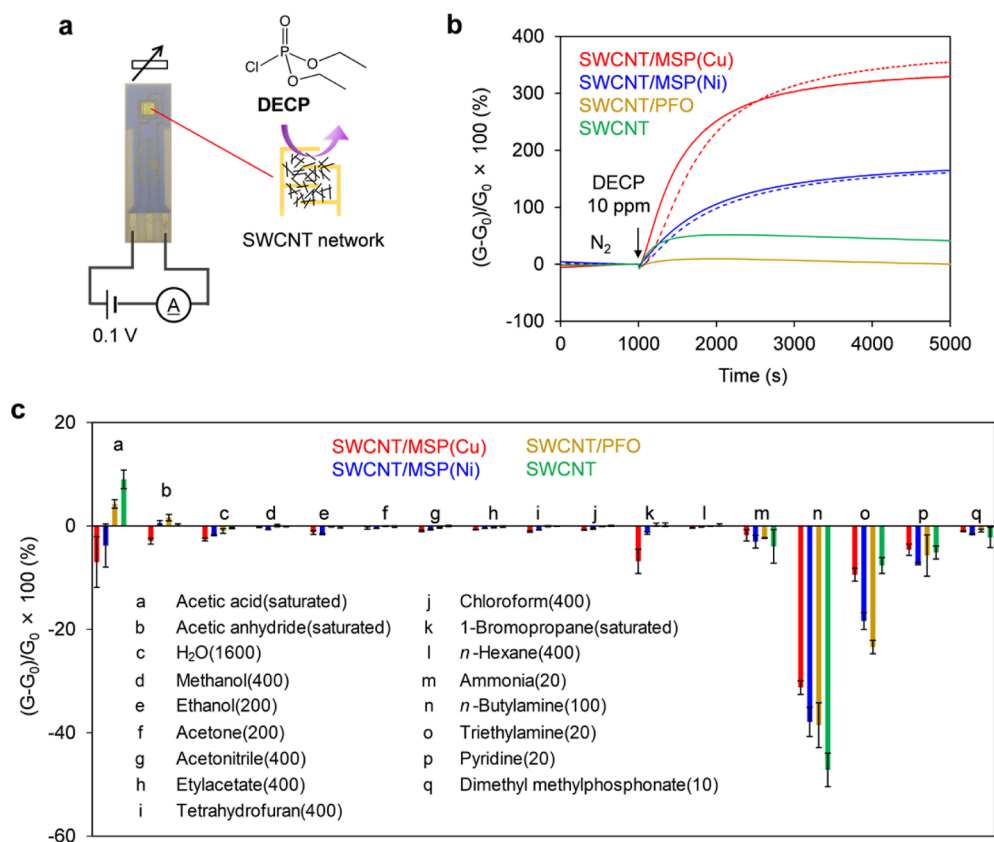 a
O
Cl
P
O
O
DECP
SWCNT network
A
0.1 V
b
(G-G₀)/G₀ × 100 (%)
400
300
200
100
0
-100
SWCNT/MSP(Cu)
SWCNT/MSP(Ni)
SWCNT/PFO
SWCNT
DECP
10 ppm
N₂
0 1000 2000 3000 4000 5000
Time (s)
c
(G-G₀)/G₀ × 100 (%)
20
0
-20
-40
-60
SWCNT/MSP(Cu) SWCNT/PFO
SWCNT/MSP(Ni) SWCNT
a b c d e f g h i j k l m n o p q
a Acetic acid(saturated)
b Acetic anhydride(saturated)
c H₂O(1600)
d Methanol(400)
e Ethanol(200)
f Acetone(200)
g Acetonitrile(400)
h Etylacetate(400)
i Tetrahydrofuran(400)
j Chloroform(400)
k 1-Bromopropane(saturated)
l n-Hexane(400)
m Ammonia(20)
n n-Butylamine(100)
o Triethylamine(20)
p Pyridine(20)
q Dimethyl methylphosphonate(10)